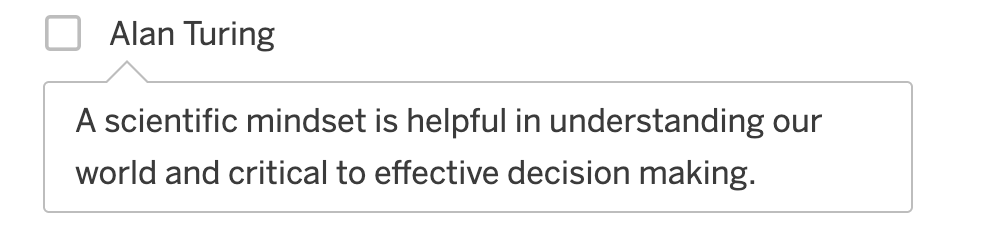 Alan Turing
A scientific mindset is helpful in understanding our
world and critical to effective decision making.